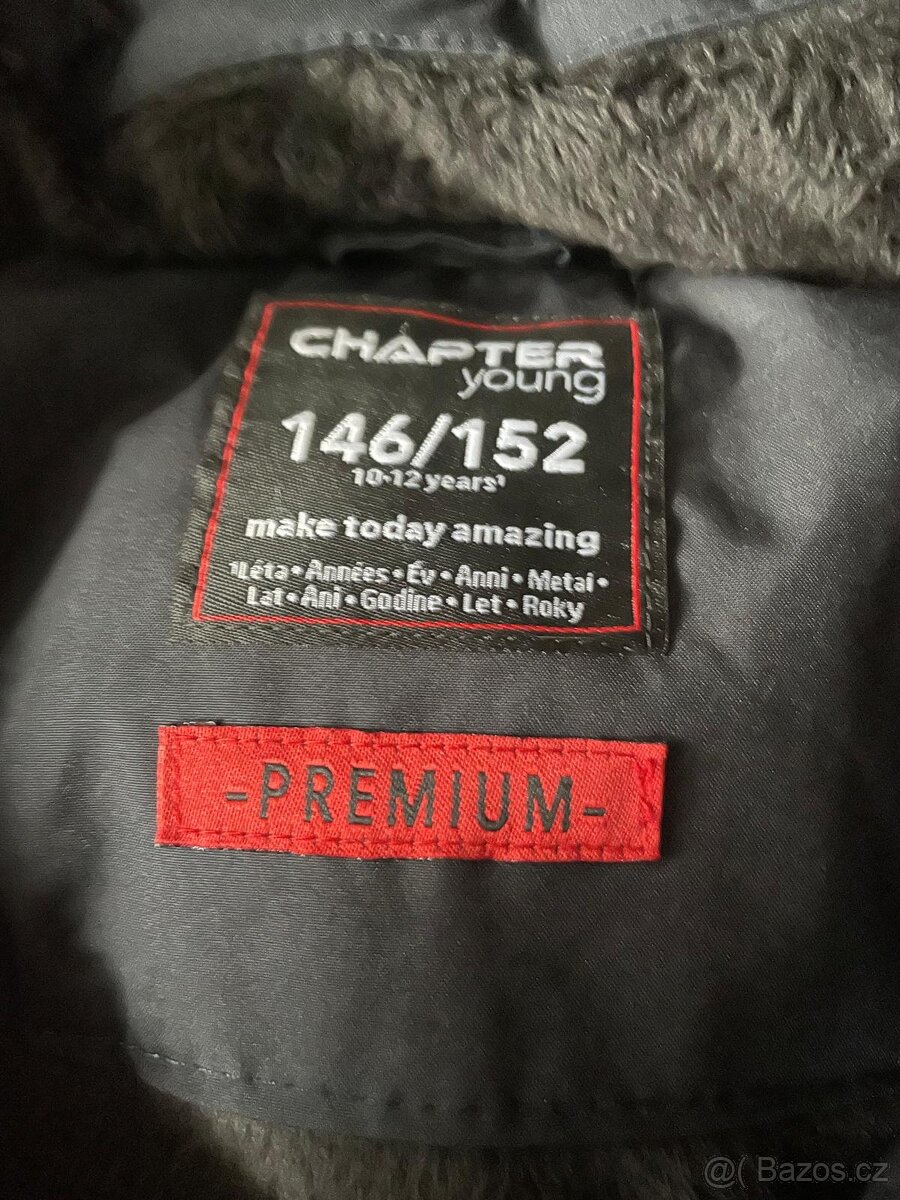 CHAPTER
young
146/152
10-12 years¹
make today amazing
¹Léta • Années • Év • Anni • Metai •
Lat • Ani • Godine • Let • Roky
-PREMIUM-
@( Bazos.cz